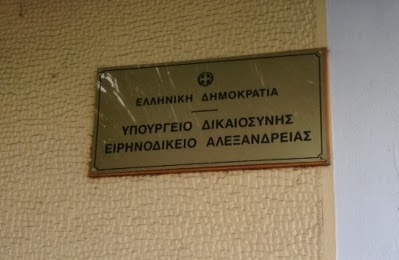 ΕΛΛΗΝΙΚΗ ΔΗΜΟΚΡΑΤΙΑ
ΥΠΟΥΡΓΕΙΟ ΔΙΚΑΙΟΣΥΝΗΣ
ΕΙΡΗΝΟΔΙΚΕΙΟ ΑΛΕΞΑΝΔΡΕΙΑΣ